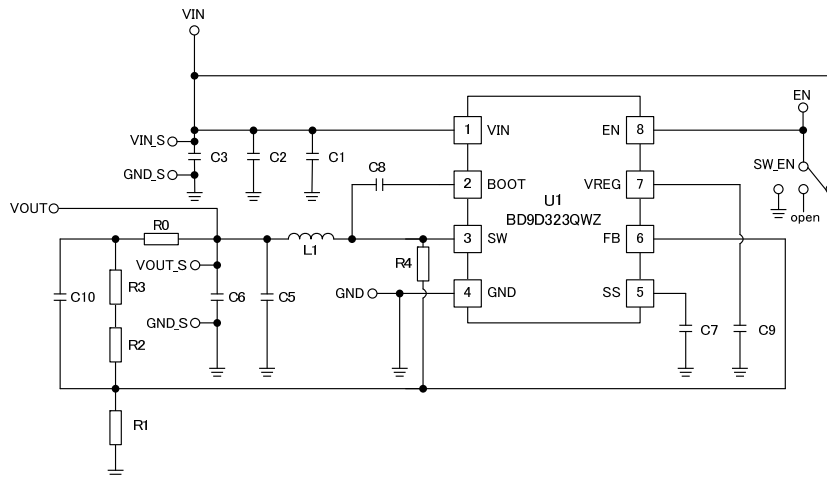 VIN
EN
1
VIN
EN
8
VIN_S
C3
C2
C1
SW_EN
GND_S
C8
2
BOOT
VREG
7
U1
BD9D323QWZ
open
VOUT
R0
L1
3
SW
FB
6
R4
VOUT_S
R3
C10
C6
C5
GND
4
GND
SS
5
GND_S
C7
C9
R2
R1